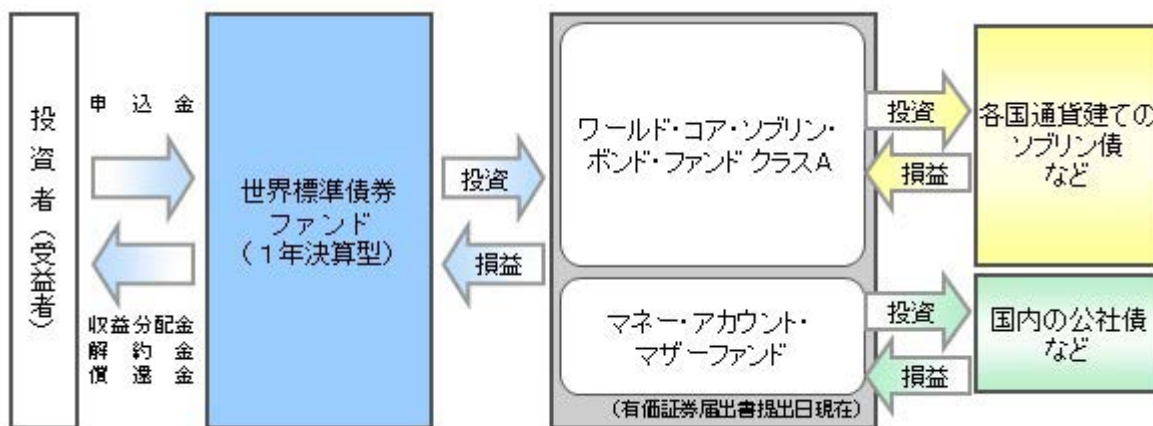 投資者(受益者)
申込金
収益分配金
解約金
償還金
世界標準債券
ファンド
(1年決算型)
投資
損益
ワールド・コア・ソブリン・
ボンド・ファンド クラスA
マネー・アカウント・
マザーファンド
(有価証券届出書提出日現在)
投資
損益
各国通貨建ての
ソブリン債
など
投資
損益
国内の公社債
など